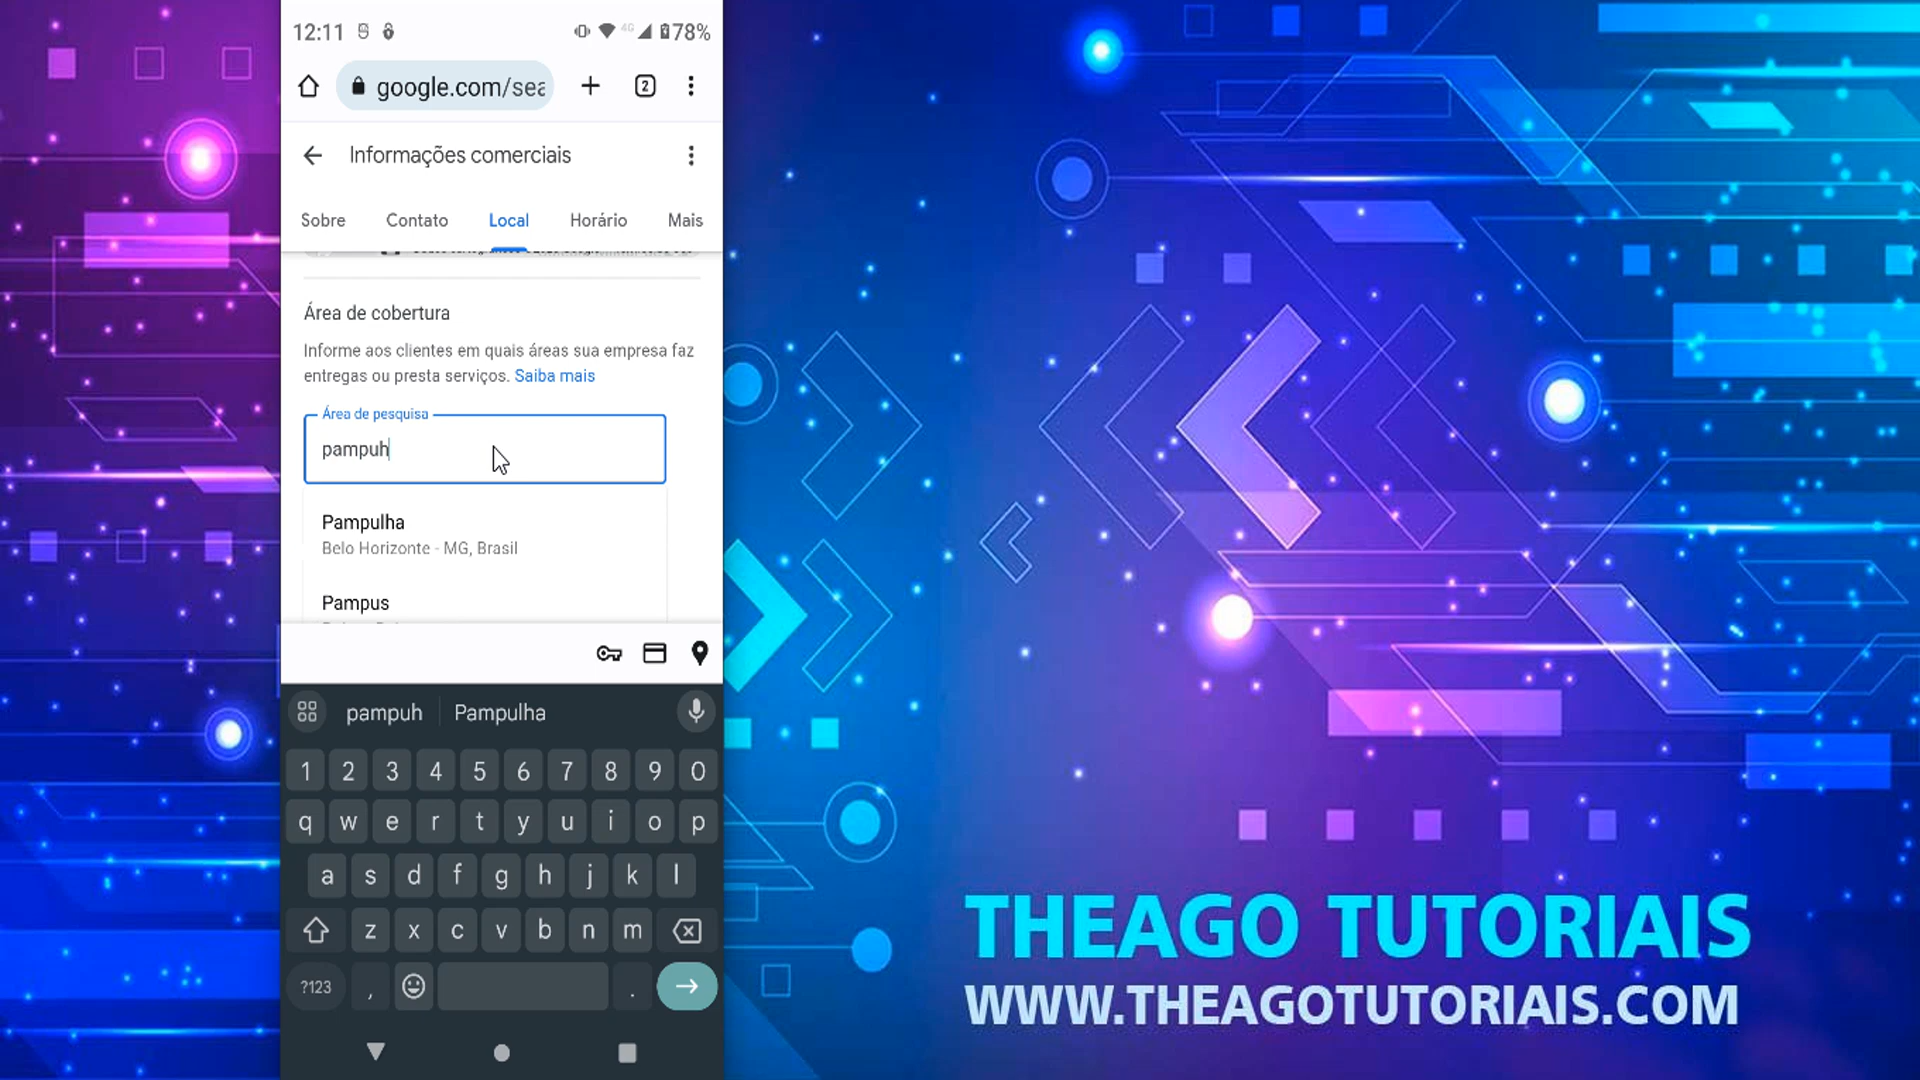 12:11
4G
78%
google.com/sea
2
Informações comerciais
Sobre Contato Local Horário Mais
Área de cobertura
Informe aos clientes em quais áreas sua empresa faz
entregas ou presta serviços. Saiba mais
Área de pesquisa
pampuh
Pampulha
Belo Horizonte - MG, Brasil
Pampus
pampuh Pampulha
1 2 3 4 5 6 7 8 9 0
q w e r t y u i o p
a s d f g h j k l
z x c v b n m
?123 , .
THEAGO TUTORIAIS
WWW.THEAGOTUTORIAIS.COM